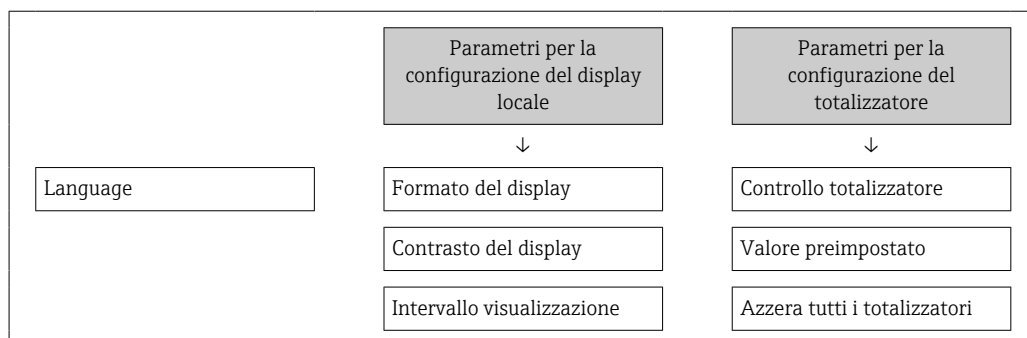 Parametri per la
configurazione del display
locale
Parametri per la
configurazione del
totalizzatore
↓
↓
Language
Formato del display
Controllo totalizzatore
Contrasto del display
Valore preimpostato
Intervallo visualizzazione
Azzera tutti i totalizzatori